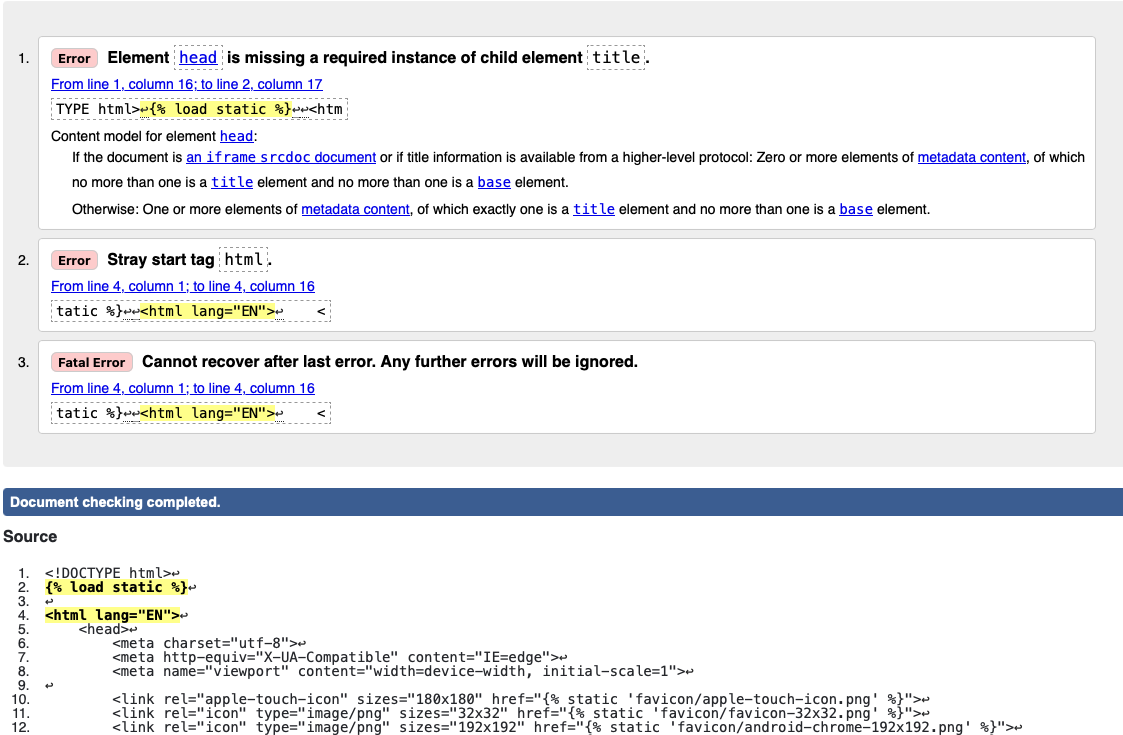 1. Error Element head is missing a required instance of child element title.
From line 1, column 16; to line 2, column 17
TYPE html>↩{% load static %}↩↩<htm
Content model for element head:
If the document is an iframe srcdoc document or if title information is available from a higher-level protocol: Zero or more elements of metadata content, of which
no more than one is a title element and no more than one is a base element.
Otherwise: One or more elements of metadata content, of which exactly one is a title element and no more than one is a base element.
2. Error Stray start tag html.
From line 4, column 1; to line 4, column 16
tatic %}↩↩<html lang="EN">↩    <
3. Fatal Error Cannot recover after last error. Any further errors will be ignored.
From line 4, column 1; to line 4, column 16
tatic %}↩↩<html lang="EN">↩    <
Document checking completed.
Source
1. <!DOCTYPE html>↩
2. {% load static %}↩
3. ↩
4. <html lang="EN">↩
5.     <head>↩
6.         <meta charset="utf-8">↩
7.         <meta http-equiv="X-UA-Compatible" content="IE=edge">↩
8.         <meta name="viewport" content="width=device-width, initial-scale=1">↩
9. ↩
10.         <link rel="apple-touch-icon" sizes="180x180" href="{% static 'favicon/apple-touch-icon.png' %}">↩
11.         <link rel="icon" type="image/png" sizes="32x32" href="{% static 'favicon/favicon-32x32.png' %}">↩
12.         <link rel="icon" type="image/png" sizes="192x192" href="{% static 'favicon/android-chrome-192x192.png' %}">↩